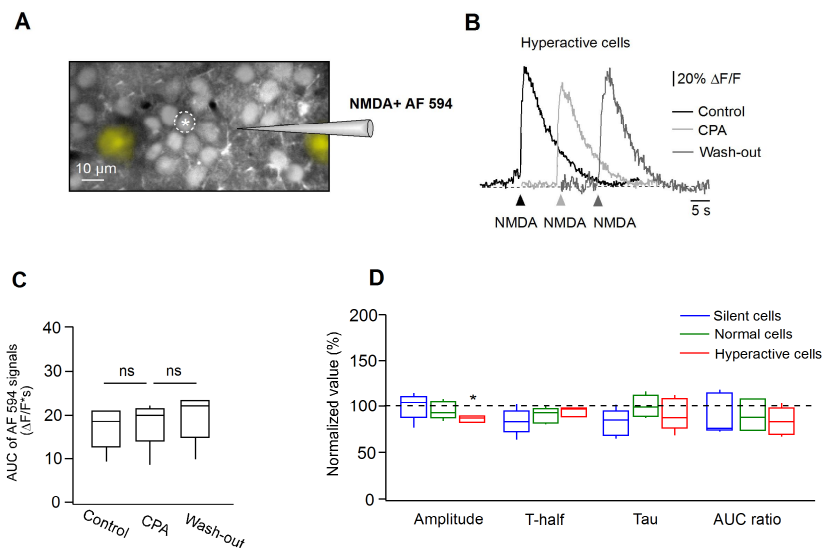 A
NMDA+ AF 594
*
10 µm
B
Hyperactive cells
20% ΔF/F
Control
CPA
Wash-out
5 s
NMDA NMDA NMDA
C
AUC of AF 594 signals
(ΔF/F*s)
40
30
20
10
0
ns ns
Control
CPA
Wash-out
D
Normalized value (%)
200
150
100
50
0
Silent cells
Normal cells
Hyperactive cells
*
Amplitude T-half Tau AUC ratio